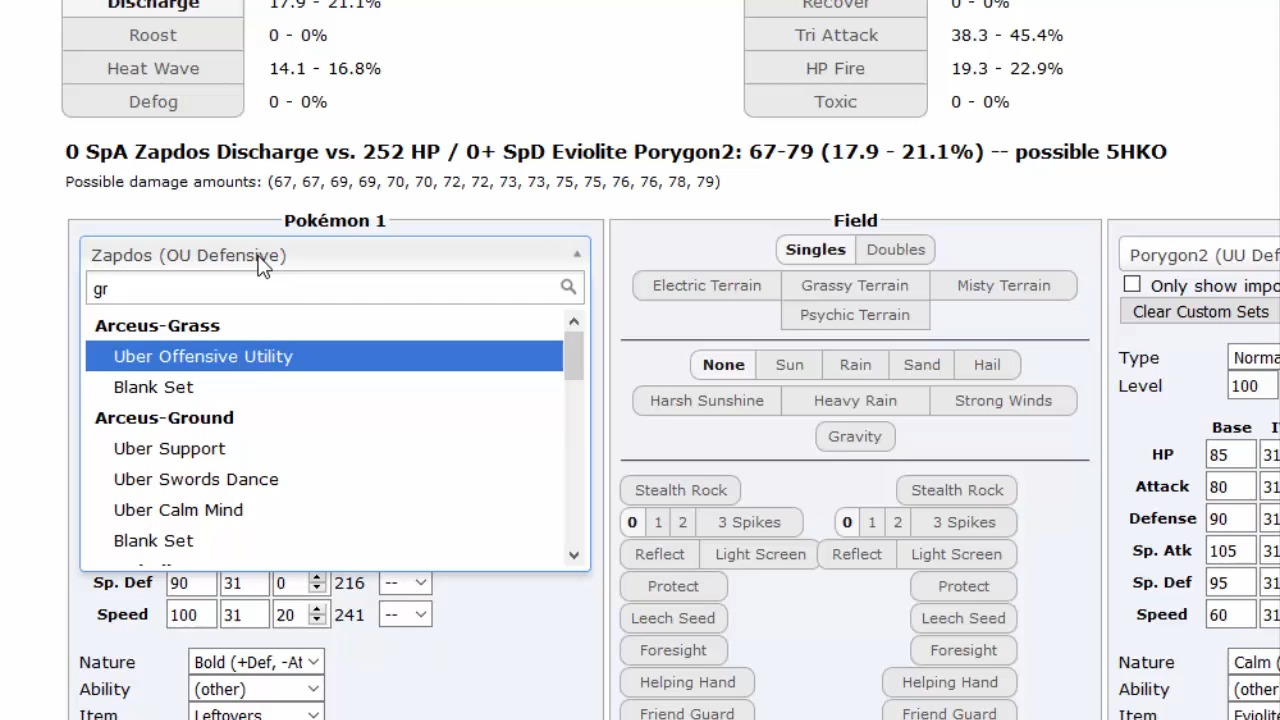 Discharge 17.9 - 21.1% Recover 0 - 0%
Roost 0 - 0% Tri Attack 38.3 - 45.4%
Heat Wave 14.1 - 16.8% HP Fire 19.3 - 22.9%
Defog 0 - 0% Toxic 0 - 0%
0 SpA Zapdos Discharge vs. 252 HP / 0+ SpD Eviolite Porygon2: 67-79 (17.9 - 21.1%) -- possible 5HKO
Possible damage amounts: (67, 67, 69, 69, 70, 70, 72, 72, 73, 73, 75, 75, 76, 76, 78, 79)
Pokémon 1
Zapdos (OU Defensive)
gr
Arceus-Grass
Uber Offensive Utility
Blank Set
Arceus-Ground
Uber Support
Uber Swords Dance
Uber Calm Mind
Blank Set
Sp. Def 90 31 0 216 --
Speed 100 31 20 241 --
Nature Bold (+Def, -At
Ability (other)
Item Leftovers
Field
Singles Doubles
Electric Terrain Grassy Terrain Misty Terrain
Psychic Terrain
None Sun Rain Sand Hail
Harsh Sunshine Heavy Rain Strong Winds
Gravity
Stealth Rock Stealth Rock
0 1 2 3 Spikes 0 1 2 3 Spikes
Reflect Light Screen Reflect Light Screen
Protect Protect
Leech Seed Leech Seed
Foresight Foresight
Helping Hand Helping Hand
Friend Guard Friend Guard
Porygon2 (UU Def
Only show impo
Clear Custom Sets
Type Norma
Level 100
Base I
HP 85 31
Attack 80 31
Defense 90 31
Sp. Atk 105 31
Sp. Def 95 31
Speed 60 31
Nature Calm (
Ability (other
Item Eviolit